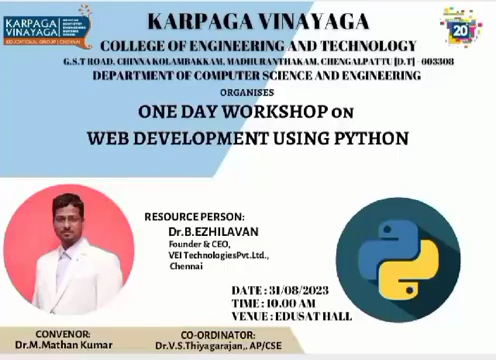 KARPAGA
VINAYAGA
EDUCATIONAL GROUP | CHENNAI
20
KARPAGA VINAYAGA
COLLEGE OF ENGINEERING AND TECHNOLOGY
G.S.T ROAD, CHINNA KOLAMBAKKAM, MADHURANTHAKAM, CHENGALPATTU [D.T] - 603308
DEPARTMENT OF COMPUTER SCIENCE AND ENGINEERING
ORGANISES
ONE DAY WORKSHOP ON
WEB DEVELOPMENT USING PYTHON
RESOURCE PERSON:
Dr.B.EZHILAVAN
Founder & CEO,
VEI TechnologiesPvt.Ltd.,
Chennai
DATE : 31/08/2023
TIME : 10.00 AM
VENUE : EDUSAT HALL
CONVENOR:
Dr.M.Mathan Kumar
CO-ORDINATOR:
Dr.V.S.Thiyagarajan,. AP/CSE